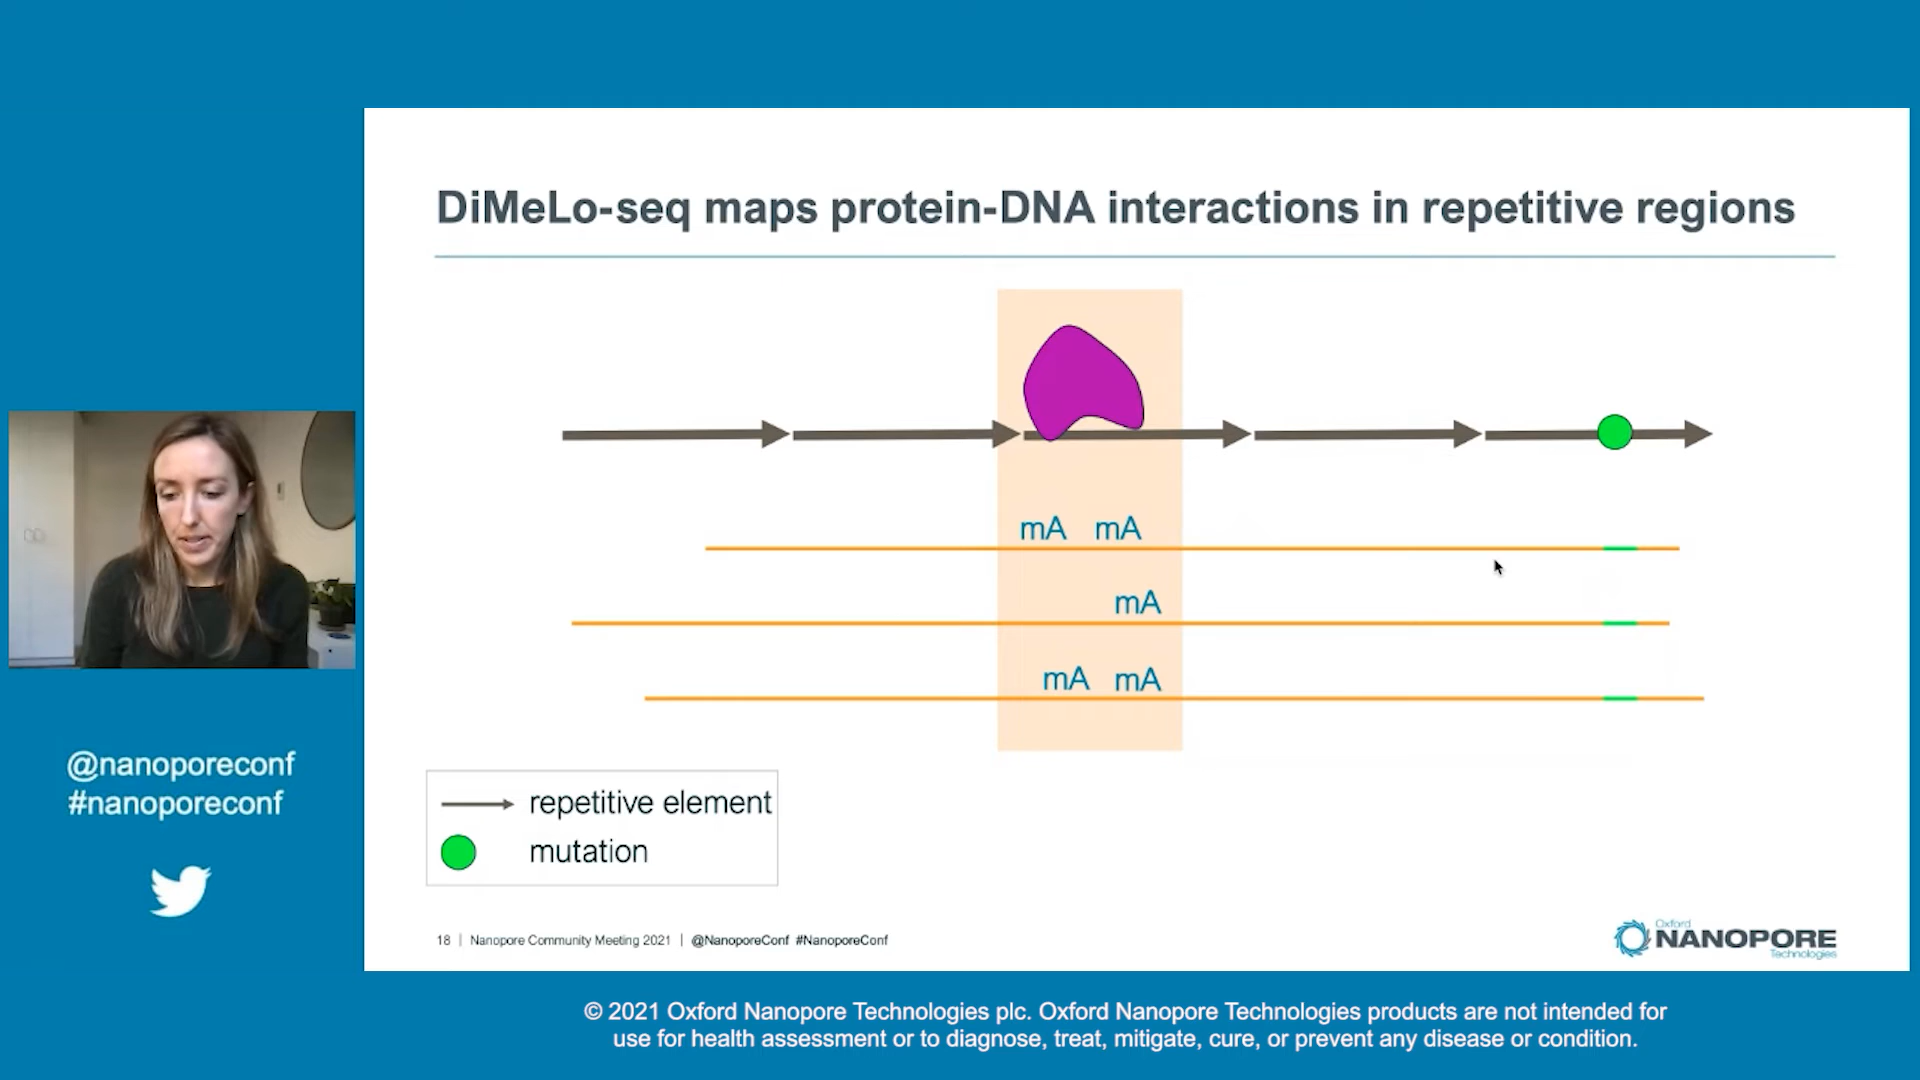 DiMeLo-seq maps protein-DNA interactions in repetitive regions
mA mA
mA
mA mA
repetitive element
mutation
@nanoporeconf
#nanoporeconf
18 | Nanopore Community Meeting 2021 | @NanoporeConf #NanoporeConf
Oxford
NANOPORE
Technologies
© 2021 Oxford Nanopore Technologies plc. Oxford Nanopore Technologies products are not intended for
use for health assessment or to diagnose, treat, mitigate, cure, or prevent any disease or condition.